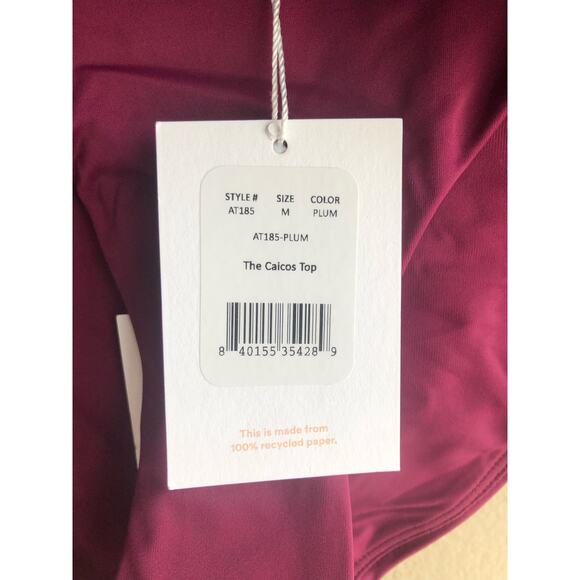 STYLE # SIZE COLOR
AT185 M PLUM
AT185-PLUM
The Caicos Top
8 40155 35428 9
This is made from
100% recycled paper.